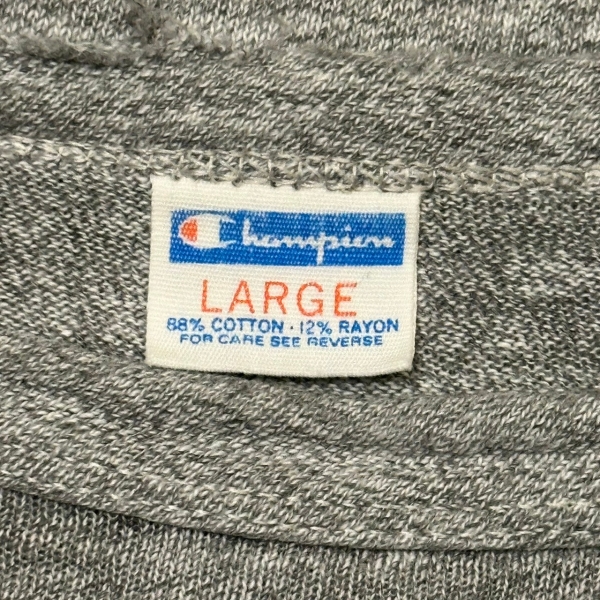 Champion
LARGE
88% COTTON · 12% RAYON
FOR CARE SEE REVERSE